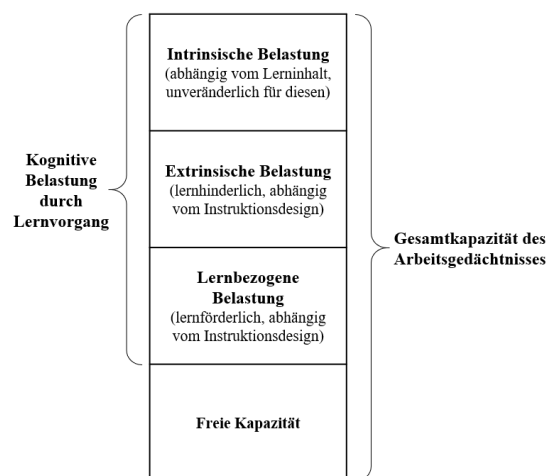 Intrinsische Belastung
(abhängig vom Lerninhalt,
unveränderlich für diesen)
Kognitive
Belastung
durch
Lernvorgang
Extrinsische Belastung
(lernhinderlich, abhängig
vom Instruktionsdesign)
Gesamtkapazität des
Arbeitsgedächtnisses
Lernbezogene
Belastung
(lernförderlich, abhängig
vom Instruktionsdesign)
Freie Kapazität